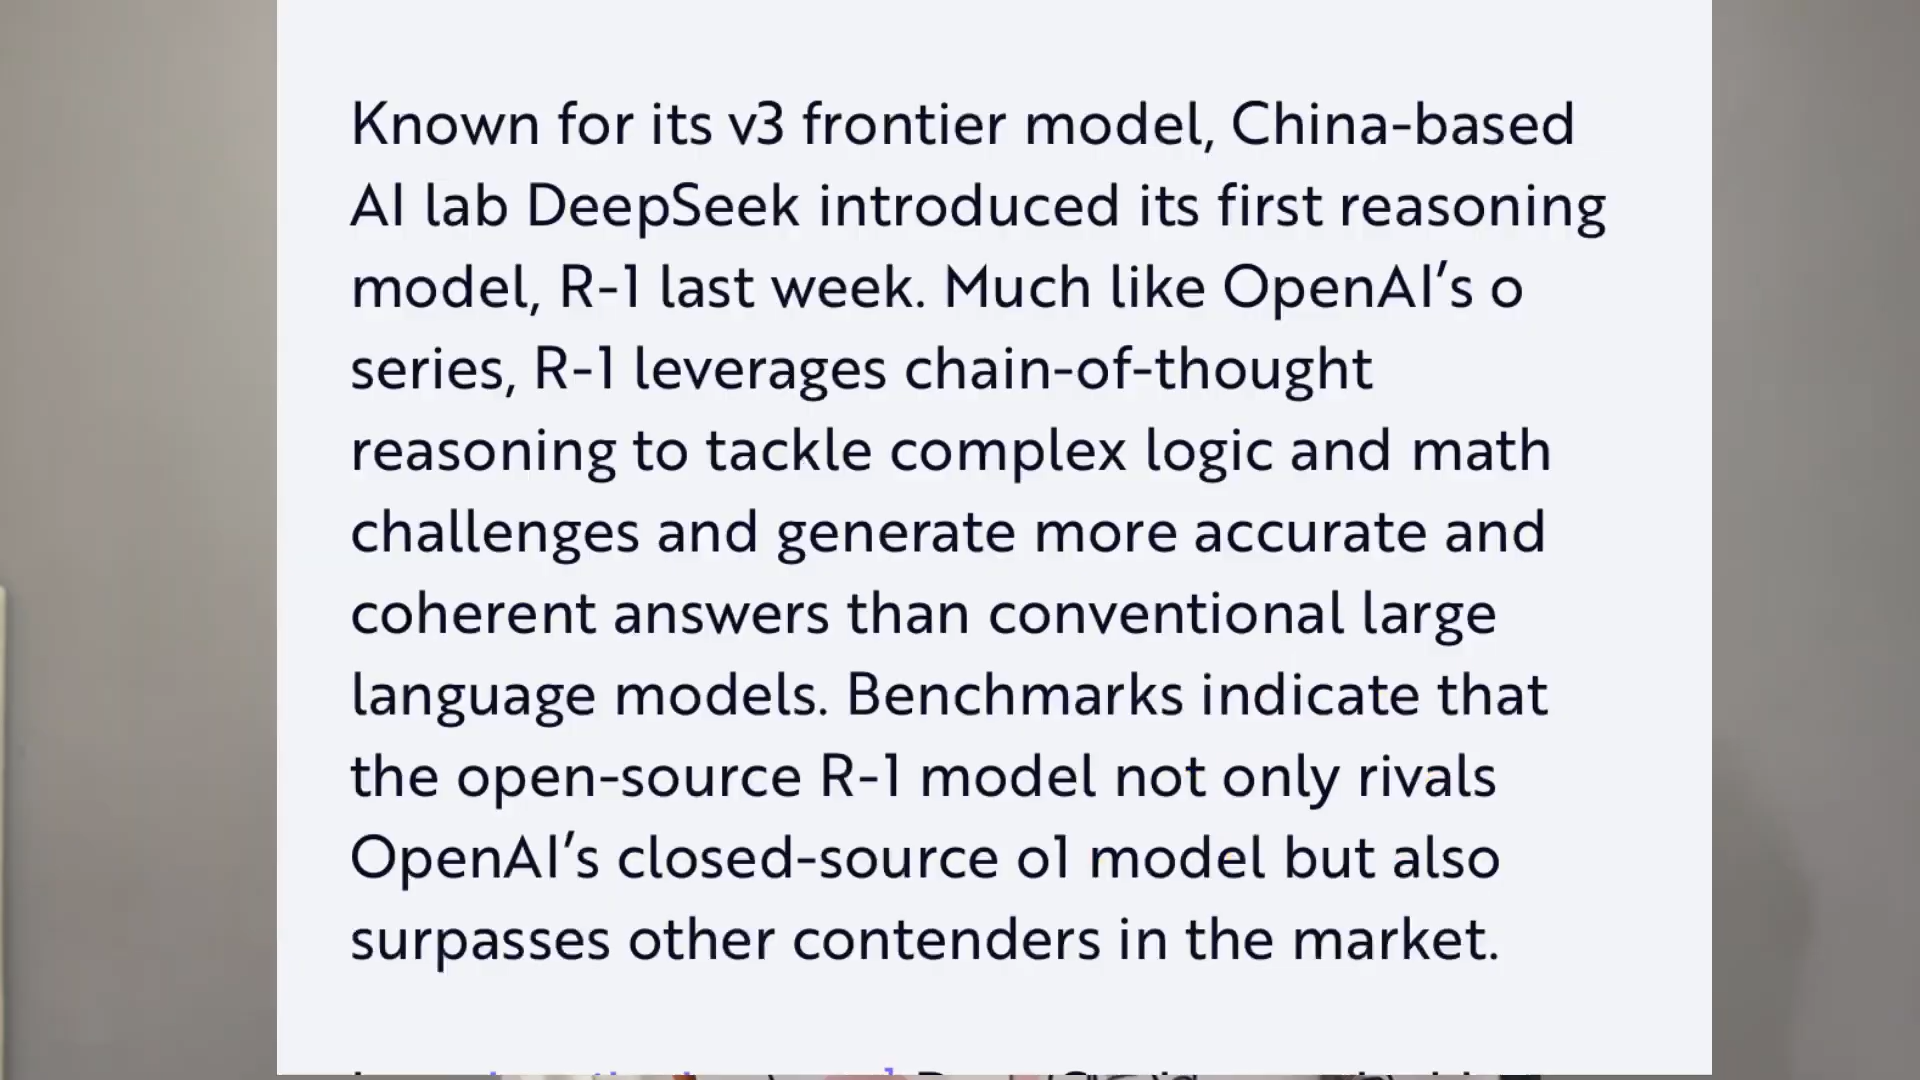 Known for its v3 frontier model, China-based
AI lab DeepSeek introduced its first reasoning
model, R-1 last week. Much like OpenAI’s o
series, R-1 leverages chain-of-thought
reasoning to tackle complex logic and math
challenges and generate more accurate and
coherent answers than conventional large
language models. Benchmarks indicate that
the open-source R-1 model not only rivals
OpenAI’s closed-source o1 model but also
surpasses other contenders in the market.